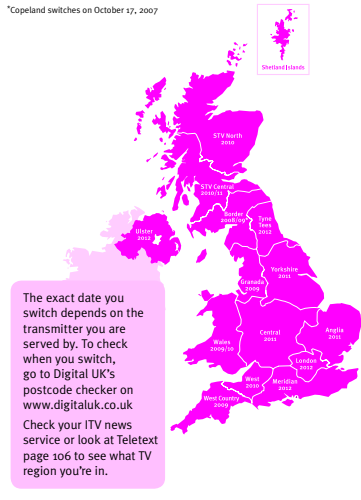 *Copeland switches on October 17, 2007
Shetland Islands
STV North
2010
STV Central
2010/11
Border
2008/09
Tyne
Tees
2012
Ulster
2012
Yorkshire
2011
Granada
2009
Wales
2009/10
Central
2011
Anglia
2011
London
2012
West
2010
Meridian
2012
West Country
2009
The exact date you
switch depends on the
transmitter you are
served by. To check
when you switch,
go to Digital UK's
postcode checker on
www.digitaluk.co.uk
Check your ITV news
service or look at Teletext
page 106 to see what TV
region you're in.